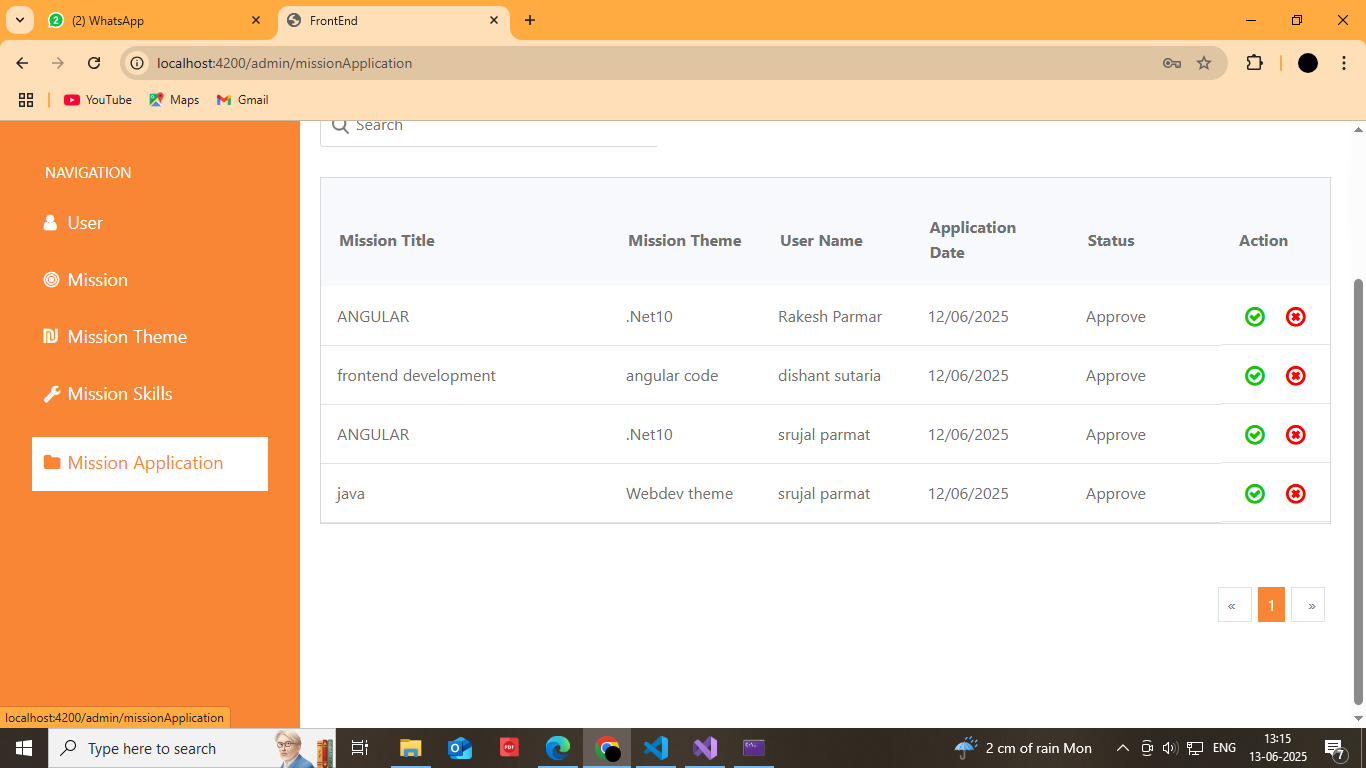 (2) WhatsApp
FrontEnd
localhost:4200/admin/missionApplication
YouTube
Maps
Gmail
NAVIGATION
User
Mission
Mission Theme
Mission Skills
Mission Application
Search
Mission Title Mission Theme User Name Application Date Status Action
ANGULAR .Net10 Rakesh Parmar 12/06/2025 Approve
frontend development angular code dishant sutaria 12/06/2025 Approve
ANGULAR .Net10 srujal parmat 12/06/2025 Approve
java Webdev theme srujal parmat 12/06/2025 Approve
« 1 »
localhost:4200/admin/missionApplication
Type here to search
PDF
2 cm of rain Mon
ENG
13:15
13-06-2025
7